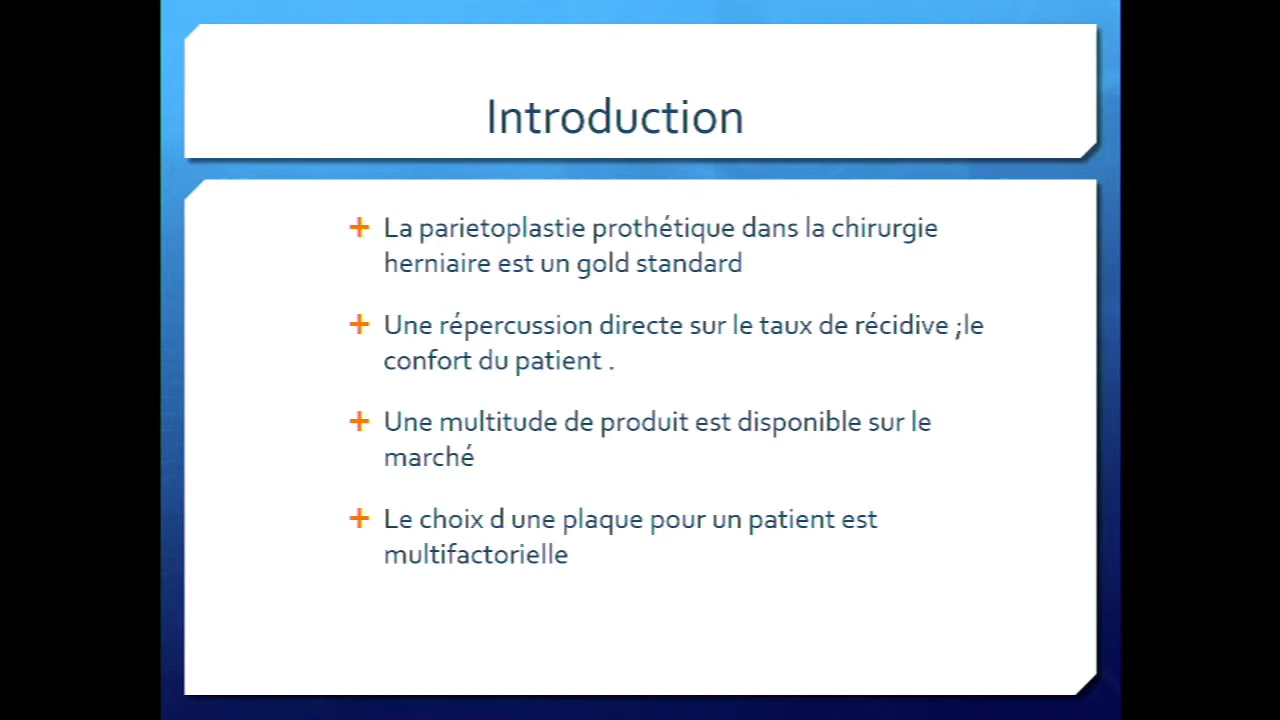 Introduction
La parietoplastie prothétique dans la chirurgie
herniaire est un gold standard
Une répercussion directe sur le taux de récidive ;le
confort du patient .
Une multitude de produit est disponible sur le
marché
Le choix d une plaque pour un patient est
multifactorielle